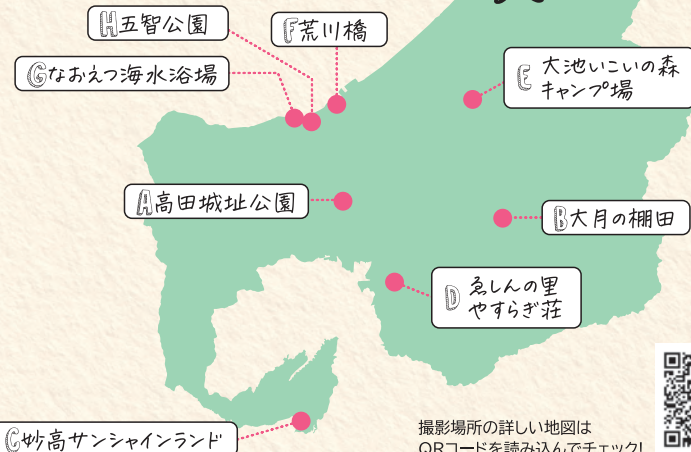 H五智公園
F荒川橋
Gなおえつ海水浴場
E 大池いこいの森
キャンプ場
A高田城址公園
B大月の棚田
D ゑしんの里
やすらぎ荘
C妙高サンシャインランド
撮影場所の詳しい地図は
QRコードを読み込んでチェック!